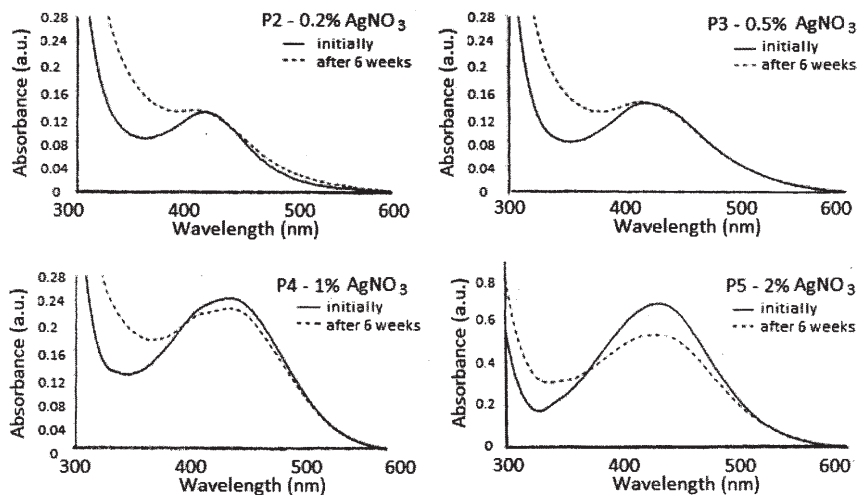 P2 - 0.2% AgNO3
initially
after 6 weeks
Absorbance (a.u.)
0.28
0.24
0.2
0.16
0.12
0.08
0.04
0
300 400 500 600
Wavelength (nm)
P3 - 0.5% AgNO3
initially
after 6 weeks
Absorbance (a.u.)
0.28
0.24
0.2
0.16
0.12
0.08
0.04
0
300 400 500 600
Wavelength (nm)
P4 - 1% AgNO3
initially
after 6 weeks
Absorbance (a.u.)
0.28
0.24
0.2
0.16
0.12
0.08
0.04
0
300 400 500 600
Wavelength (nm)
P5 - 2% AgNO3
initially
after 6 weeks
Absorbance (a.u.)
0.8
0.6
0.4
0.2
0
300 400 500 600
Wavelength (nm)